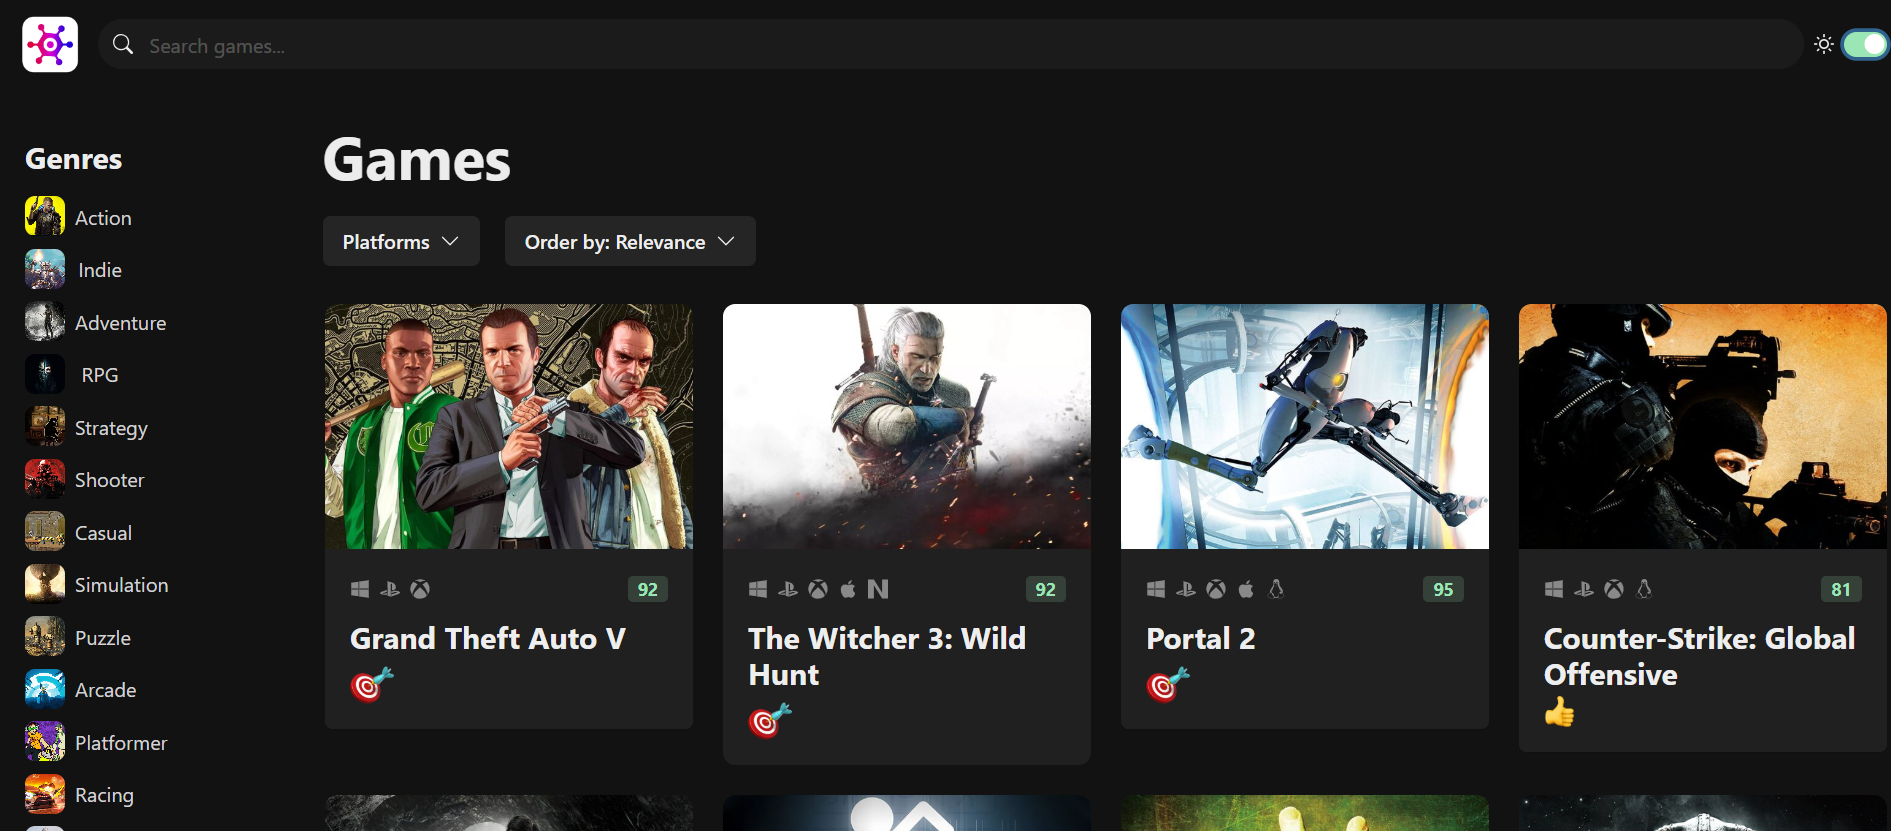 Search games...
Genres
Action
Indie
Adventure
RPG
Strategy
Shooter
Casual
Simulation
Puzzle
Arcade
Platformer
Racing
Games
Platforms
Order by: Relevance
92
Grand Theft Auto V
92
The Witcher 3: Wild
Hunt
95
Portal 2
81
Counter-Strike: Global
Offensive